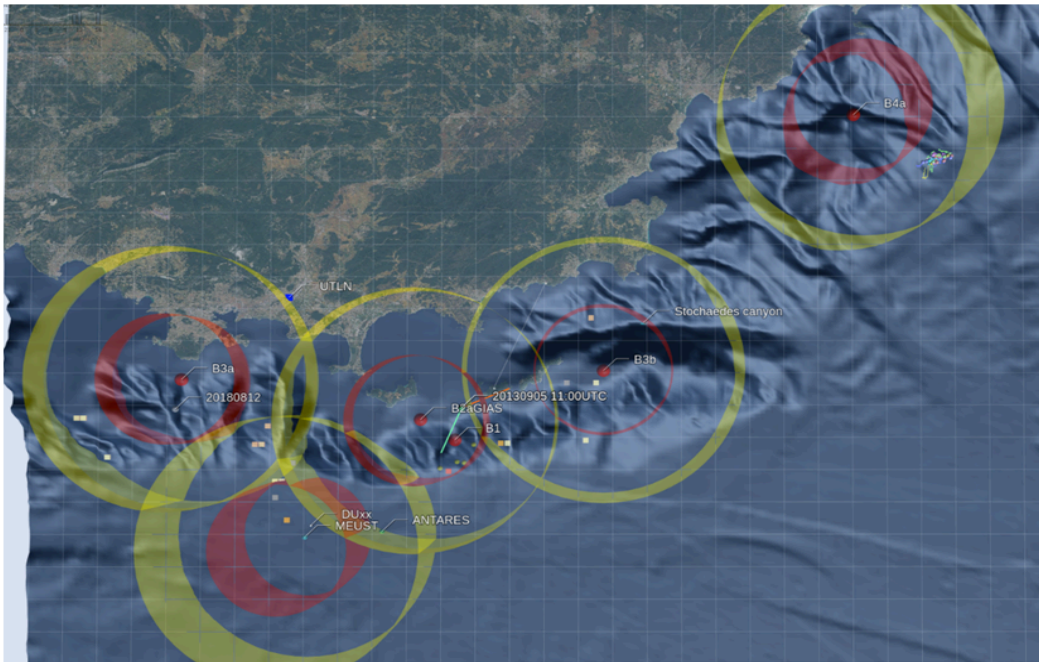 B4a
UTLN
Stochaedes canyon
B3a
B3b
20180812
20130905 11:00UTC
B2aGIAS
B1
DUxx
MEUST
ANTARES